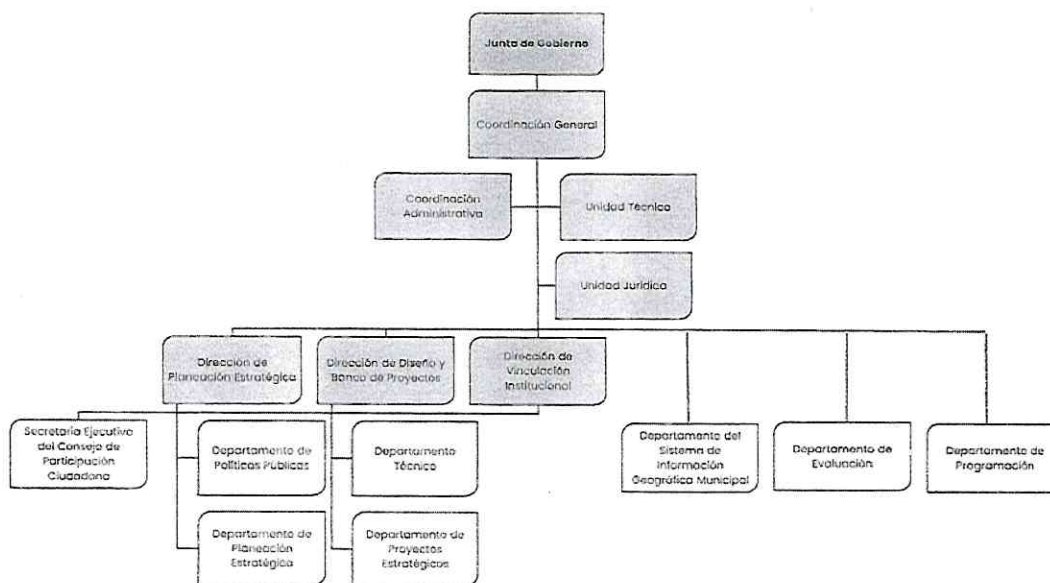 Junta de Gobierno
Coordinación General
Coordinación
Administrativa
Unidad Técnica
Unidad Jurídica
Dirección de
Planeación Estratégica
Dirección de Diseño y
Banco de Proyectos
Dirección de
Vinculación
Institucional
Secretaría Ejecutiva
del Consejo de
Participación
Ciudadana
Departamento de
Políticas Públicas
Departamento
Técnico
Departamento del
Sistema de
Información
Geográfica Municipal
Departamento de
Evaluación
Departamento de
Programación
Departamento de
Planeación
Estratégica
Departamento de
Proyectos
Estratégicos